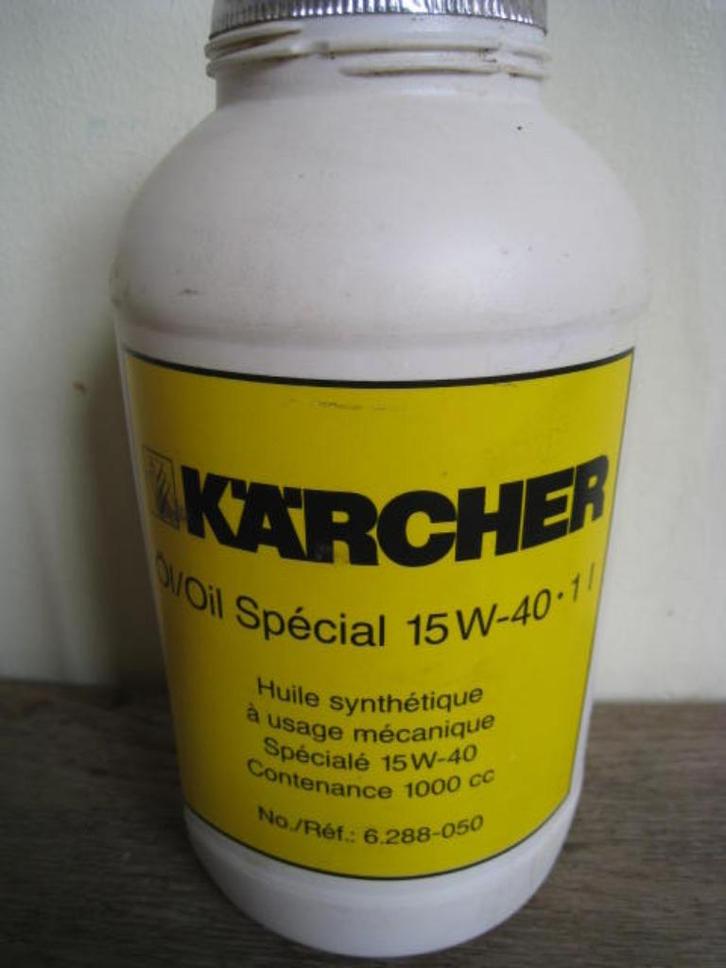 KÄRCHER
Öl/Oil Spécial 15W-40·1 l
Huile synthétique
à usage mécanique
Spécialé 15W-40
Contenance 1000 cc
No./Réf.: 6.288-050